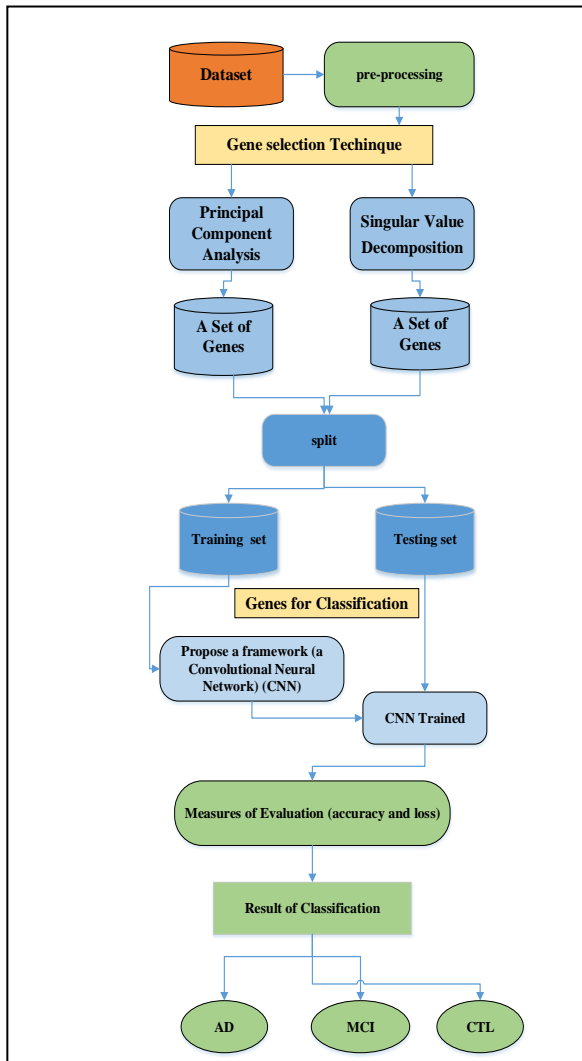 Dataset
pre-processing
Gene selection Techinque
Principal
Component
Analysis
Singular Value
Decomposition
A Set of
Genes
A Set of
Genes
split
Training set
Testing set
Genes for Classification
Propose a framework (a
Convolutional Neural
Network) (CNN)
CNN Trained
Measures of Evaluation (accuracy and loss)
Result of Classification
AD
MCI
CTL